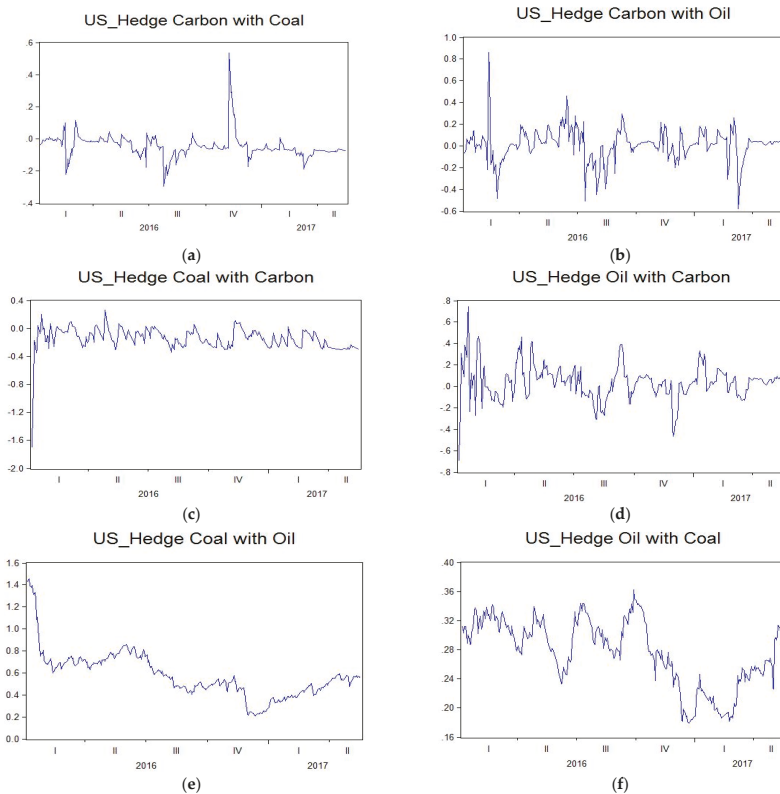 US_Hedge Carbon with Coal
.6
.4
.2
.0
-.2
-.4
I II III IV I II
2016 2017
(a)
US_Hedge Carbon with Oil
1.0
0.8
0.6
0.4
0.2
0.0
-0.2
-0.4
-0.6
I II III IV I II
2016 2017
(b)
US_Hedge Coal with Carbon
0.4
0.0
-0.4
-0.8
-1.2
-1.6
-2.0
I II III IV I II
2016 2017
(c)
US_Hedge Oil with Carbon
.8
.6
.4
.2
.0
-.2
-.4
-.6
-.8
I II III IV I II
2016 2017
(d)
US_Hedge Coal with Oil
1.6
1.4
1.2
1.0
0.8
0.6
0.4
0.2
0.0
I II III IV I II
2016 2017
(e)
US_Hedge Oil with Coal
.40
.36
.32
.28
.24
.20
.16
I II III IV I II
2016 2017
(f)